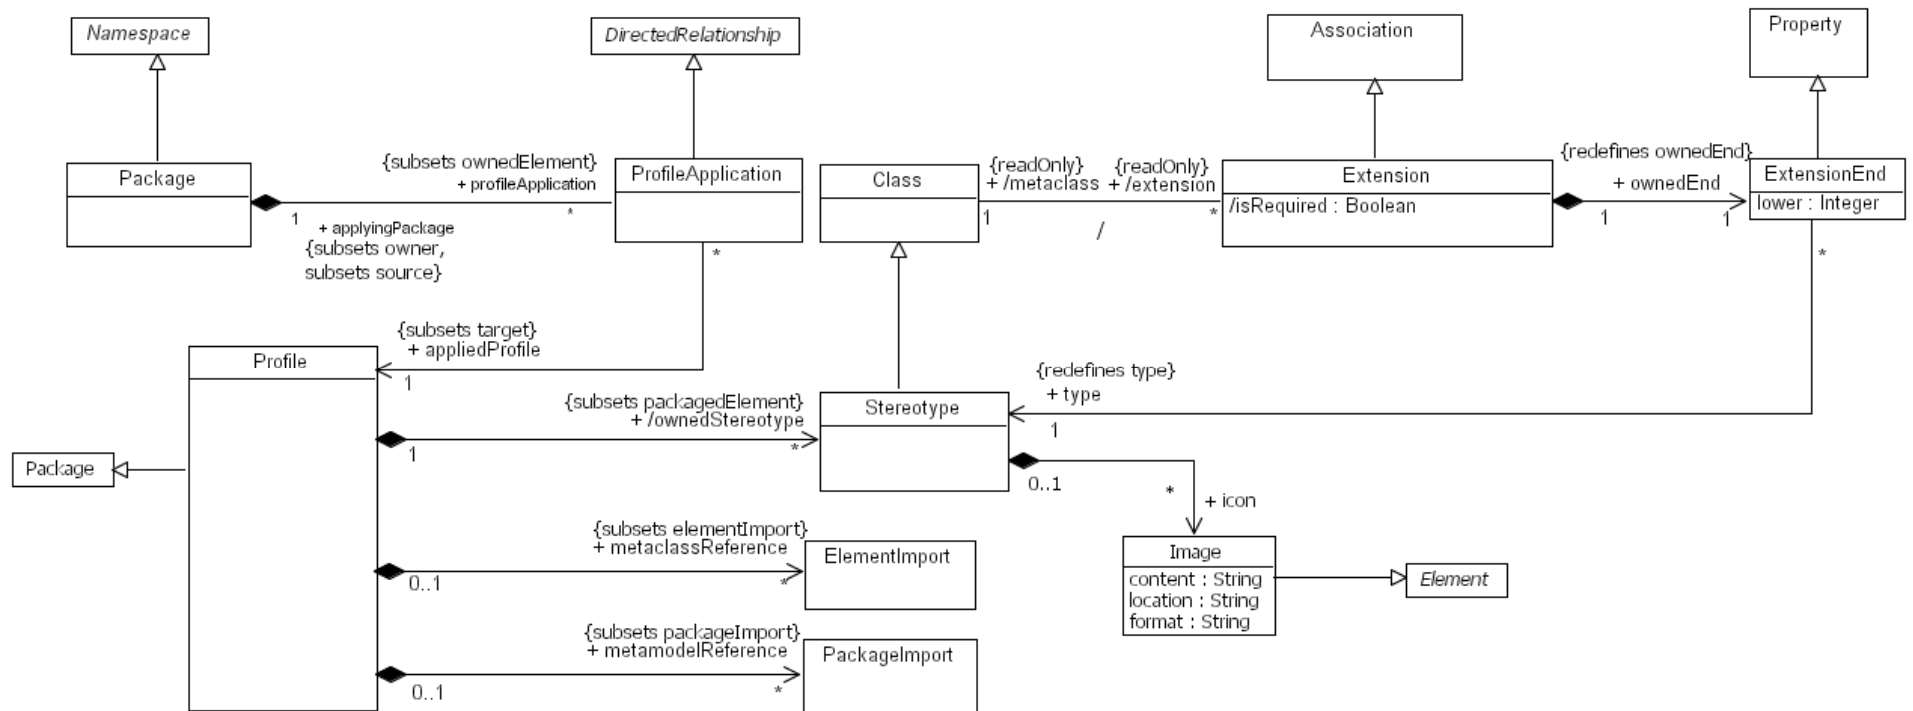 Namespace
DirectedRelationship
Association
Property
Package
{subsets ownedElement}
+ profileApplication
1
*
+ applyingPackage
{subsets owner,
subsets source}
ProfileApplication
*
Class
{readOnly}
+ /metaclass
{readOnly}
+ /extension
1
*
/
Extension
/isRequired : Boolean
{redefines ownedEnd}
+ ownedEnd
1
1
ExtensionEnd
lower : Integer
*
{subsets target}
+ appliedProfile
1
Profile
{redefines type}
+ type
1
{subsets packagedElement}
+ /ownedStereotype
1
*
Stereotype
Package
0..1
*
+ icon
{subsets elementImport}
+ metaclassReference
0..1
*
ElementImport
Image
content : String
location : String
format : String
Element
{subsets packageImport}
+ metamodelReference
0..1
*
PackageImport